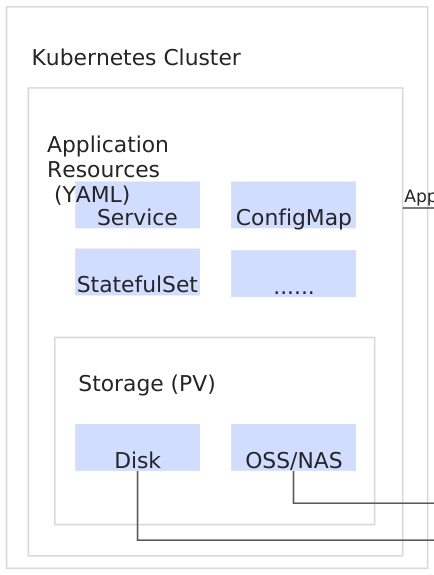 Kubernetes Cluster
Application
Resources
(YAML)
App
Service
ConfigMap
StatefulSet
......
Storage (PV)
Disk
OSS/NAS